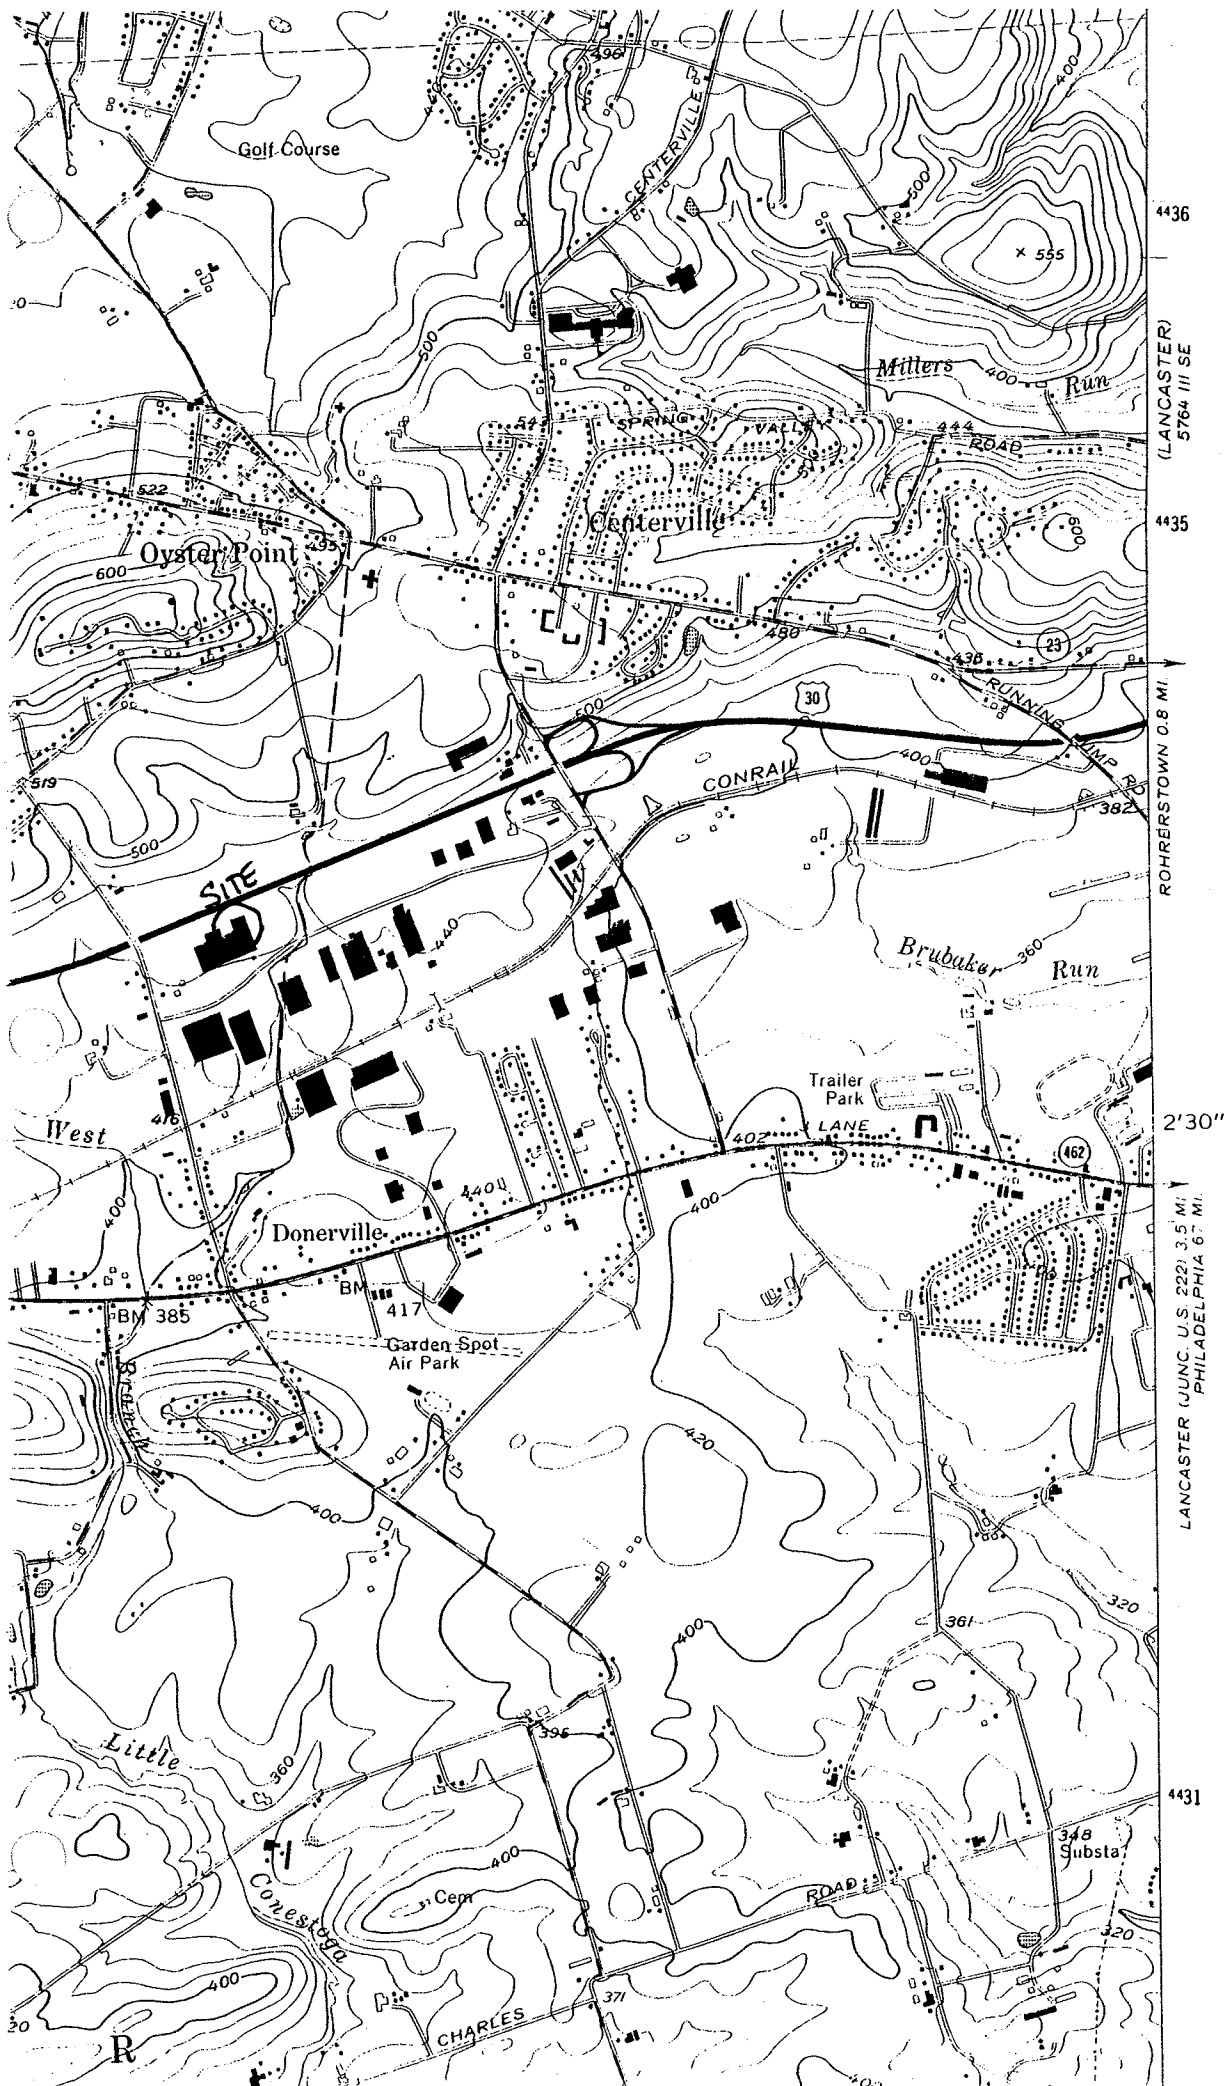 496
400
CENTERVILLE
Golf Course
500
4436
× 555
500
(LANCASTER)
5764 III SE
Millers
400
Run
SPRING
VALLEY
444
ROAD
522
4435
Centerville
495
Oyster Point
600
600
480
23
436
RUNNING
PUMP
RD
500
30
ROHRERSTOWN 0.8 MI.
519
CONRAIL
400
382
500
SITE
440
Brubaker
360
Run
Trailer
Park
416
West
402
LANE
2'30"
462
400
440
400
Donerville
BM
417
BM 385
Garden Spot
Air Park
Branch
LANCASTER (JUNC. U.S. 222) 3.5 MI.
PHILADELPHIA 67 MI.
420
400
320
361
400
395
Little
360
4431
348
Substa
400
Conestoga
Cem
ROAD
320
400
371
20
CHARLES
R